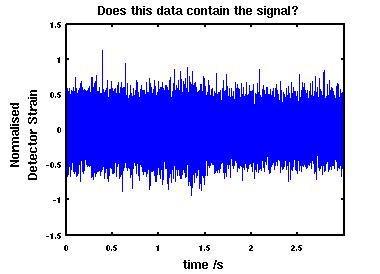 Does this data contain the signal?
1.5
1
0.5
0
-0.5
-1
-1.5
Normalised
Detector Strain
0 0.5 1 1.5 2 2.5
time /s